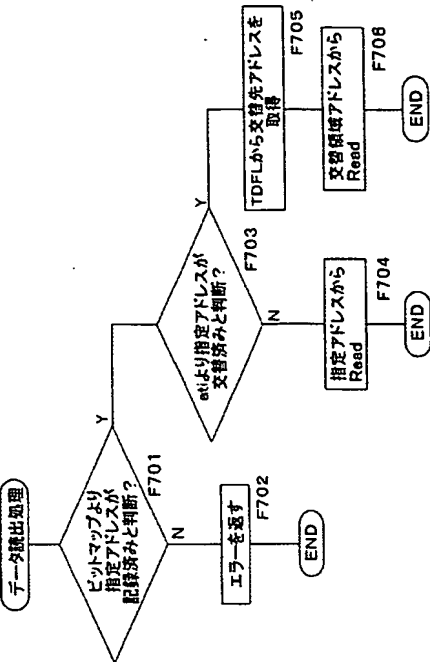 データ読出処理
ビットマップより
指定アドレスが
記録済みと判断?
F701
Y
N
エラーを返す
F702
END
atiより指定アドレスが
交替済みと判断?
F703
Y
N
指定アドレスから
Read
F704
END
TDFLから交替先アドレスを
取得
F705
交替領域アドレスから
Read
F706
END